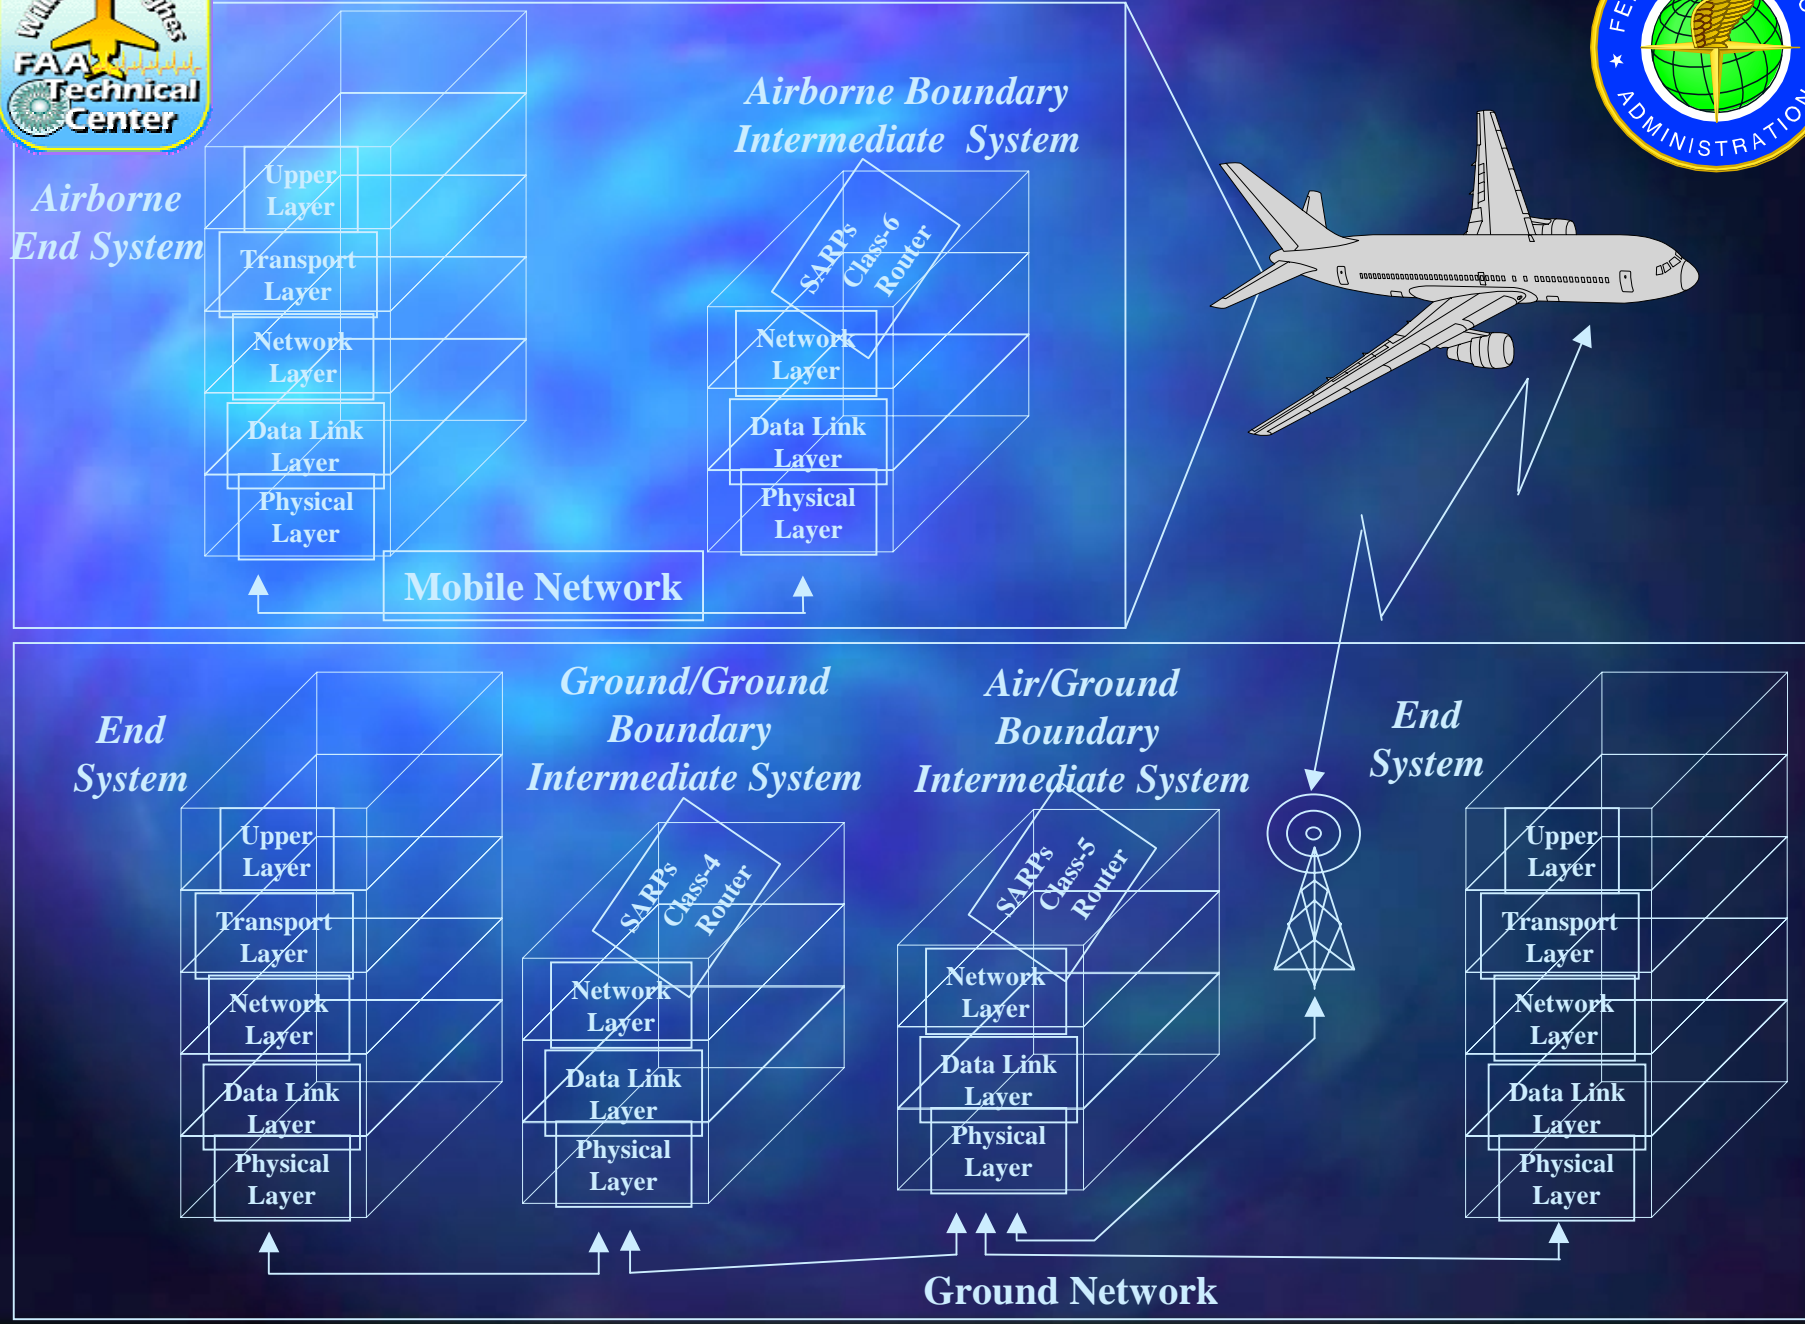 FAA
Technical
Center
ADMINISTRATION
Airborne Boundary
Intermediate System
Airborne
End System
Upper
Layer
Transport
Layer
Network
Layer
Data Link
Layer
Physical
Layer
SARPs
Class-6
Router
Network
Layer
Data Link
Layer
Physical
Layer
Mobile Network
End
System
Upper
Layer
Transport
Layer
Network
Layer
Data Link
Layer
Physical
Layer
Ground/Ground
Boundary
Intermediate System
SARPs
Class-4
Router
Network
Layer
Data Link
Layer
Physical
Layer
Air/Ground
Boundary
Intermediate System
SARPs
Class-5
Router
Network
Layer
Data Link
Layer
Physical
Layer
End
System
Upper
Layer
Transport
Layer
Network
Layer
Data Link
Layer
Physical
Layer
Ground Network